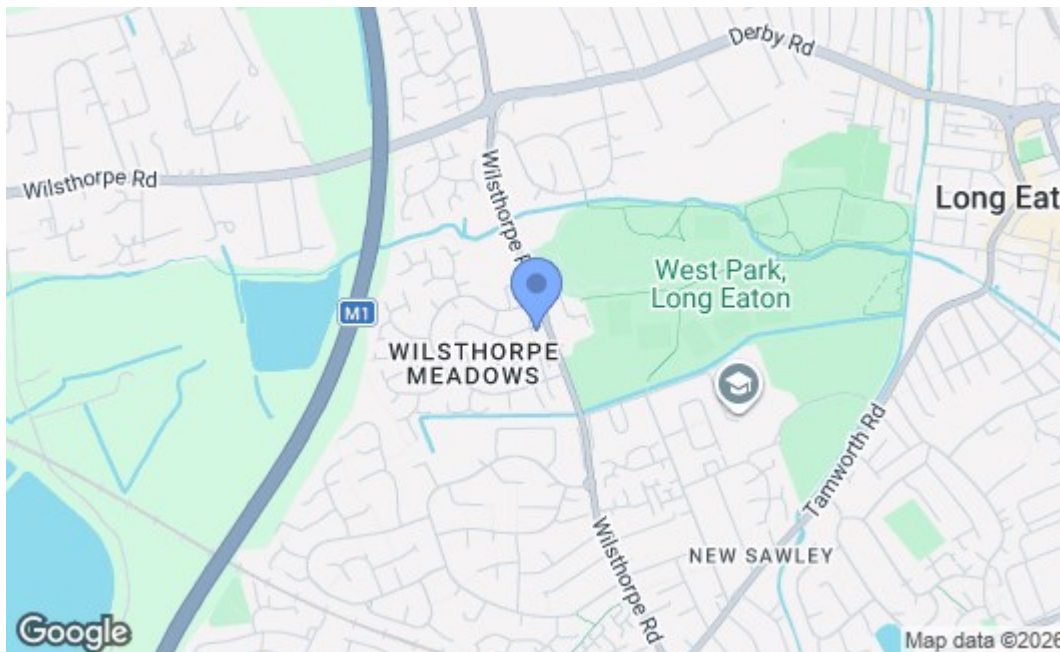 Derby Rd
Wilsthorpe Rd
Wilsthorpe R
Long Eat
West Park,
Long Eaton
M1
WILSTHORPE
MEADOWS
Tamworth Rd
Wilsthorpe Rd
NEW SAWLEY
Google
Map data ©2026